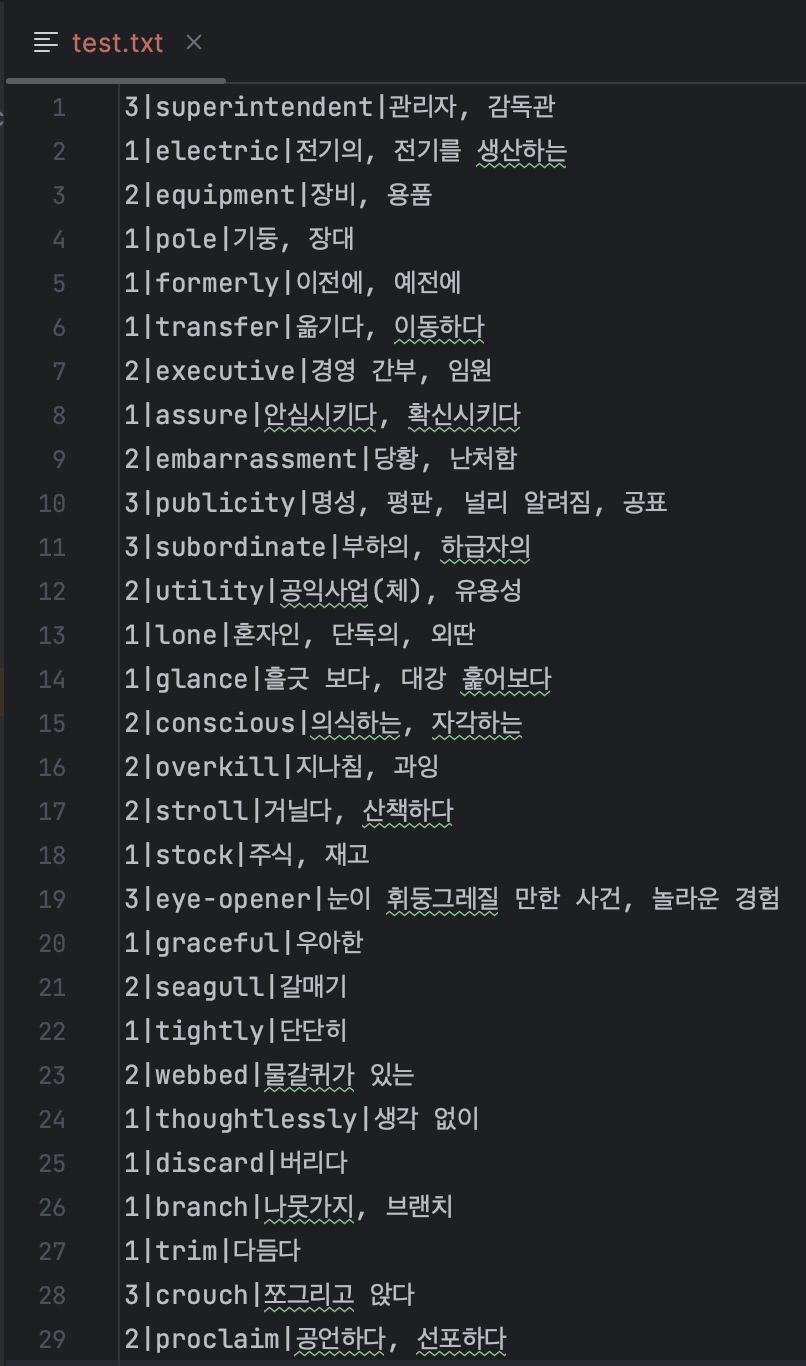 test.txt
1 3|superintendent|관리자, 감독관
2 1|electric|전기의, 전기를 생산하는
3 2|equipment|장비, 용품
4 1|pole|기둥, 장대
5 1|formerly|이전에, 예전에
6 1|transfer|옮기다, 이동하다
7 2|executive|경영 간부, 임원
8 1|assure|안심시키다, 확신시키다
9 2|embarrassment|당황, 난처함
10 3|publicity|명성, 평판, 널리 알려짐, 공표
11 3|subordinate|부하의, 하급자의
12 2|utility|공익사업(체), 유용성
13 1|lone|혼자인, 단독의, 외딴
14 1|glance|흘긋 보다, 대강 훑어보다
15 2|conscious|의식하는, 자각하는
16 2|overkill|지나침, 과잉
17 2|stroll|거닐다, 산책하다
18 1|stock|주식, 재고
19 3|eye-opener|눈이 휘둥그레질 만한 사건, 놀라운 경험
20 1|graceful|우아한
21 2|seagull|갈매기
22 1|tightly|단단히
23 2|webbed|물갈퀴가 있는
24 1|thoughtlessly|생각 없이
25 1|discard|버리다
26 1|branch|나뭇가지, 브랜치
27 1|trim|다듬다
28 3|crouch|쪼그리고 앉다
29 2|proclaim|공언하다, 선포하다